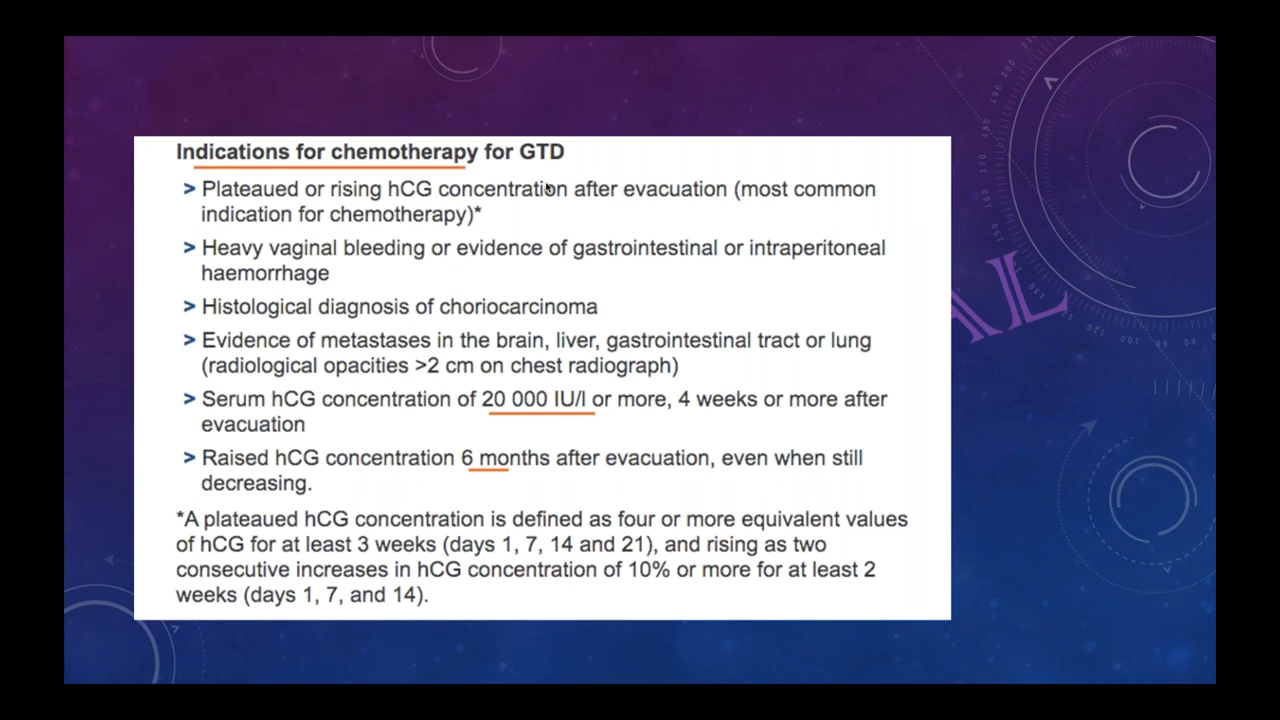 Indications for chemotherapy for GTD
> Plateaued or rising hCG concentration after evacuation (most common
indication for chemotherapy)*
> Heavy vaginal bleeding or evidence of gastrointestinal or intraperitoneal
haemorrhage
> Histological diagnosis of choriocarcinoma
> Evidence of metastases in the brain, liver, gastrointestinal tract or lung
(radiological opacities >2 cm on chest radiograph)
> Serum hCG concentration of 20 000 IU/l or more, 4 weeks or more after
evacuation
> Raised hCG concentration 6 months after evacuation, even when still
decreasing.
*A plateaued hCG concentration is defined as four or more equivalent values
of hCG for at least 3 weeks (days 1, 7, 14 and 21), and rising as two
consecutive increases in hCG concentration of 10% or more for at least 2
weeks (days 1, 7, and 14).
AL